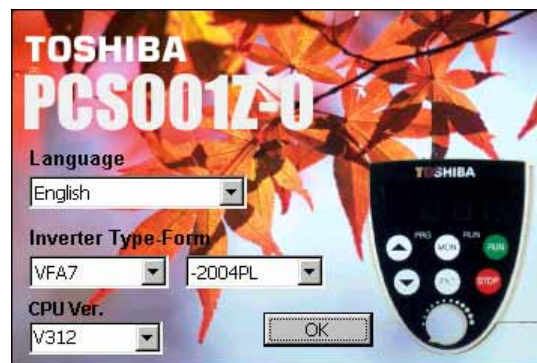 TOSHIBA
PCS001Z-0
Language
English
Inverter Type-Form
VFA7 -2004PL
CPU Ver.
V312
OK
TOSHIBA
PRG RUN
MON RUN
STOP